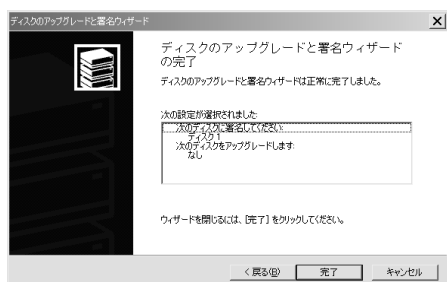 ディスクのアップグレードと署名ウィザード
ディスクのアップグレードと署名ウィザード
の完了
ディスクのアップグレードと署名ウィザードは正常に完了しました。
次の設定が選択されました:
次のディスクに署名してください:
ディスク 1
次のディスクをアップグレードします:
なし
ウィザードを閉じるには、[完了] をクリックしてください。
< 戻る(B)
完了
キャンセル